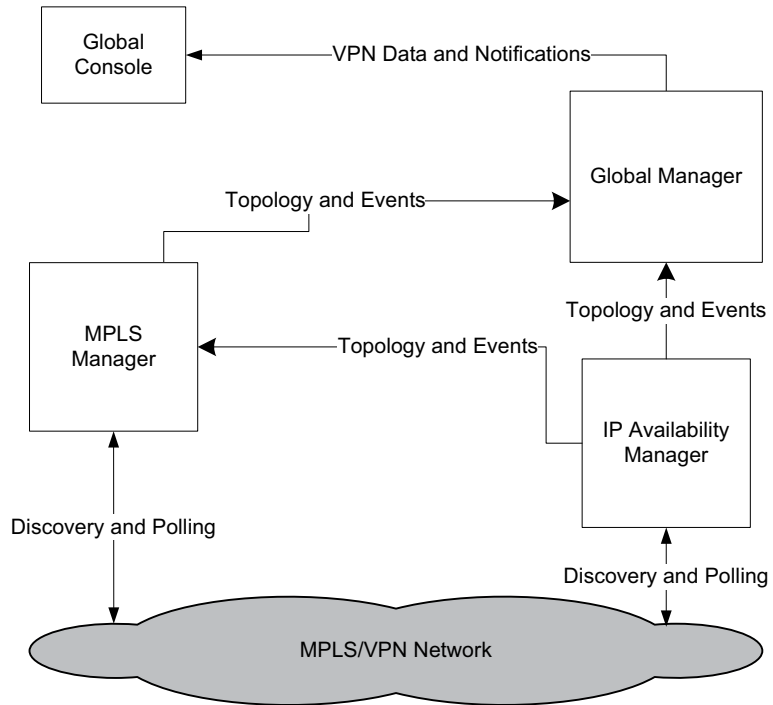 Global
Console
VPN Data and Notifications
Global Manager
Topology and Events
Topology and Events
MPLS
Manager
Topology and Events
IP Availability
Manager
Discovery and Polling
Discovery and Polling
MPLS/VPN Network